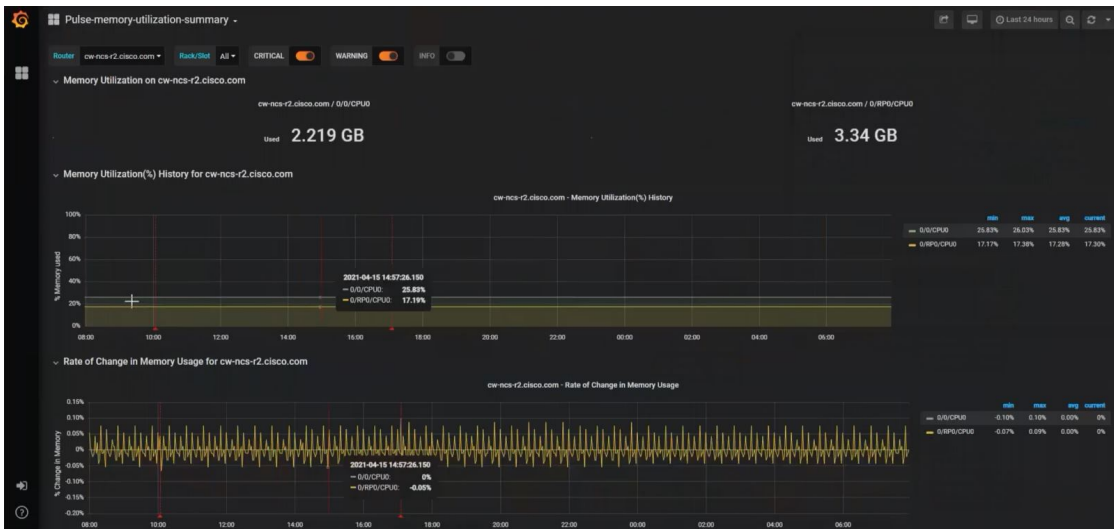 Pulse-memory-utilization-summary
Last 24 hours
Router cw-ncs-r2.cisco.com Rack/Slot All CRITICAL WARNING INFO
Memory Utilization on cw-ncs-r2.cisco.com
cw-ncs-r2.cisco.com / 0/0/CPU0
Used 2.219 GB
cw-ncs-r2.cisco.com / 0/RP0/CPU0
Used 3.34 GB
Memory Utilization(%) History for cw-ncs-r2.cisco.com
cw-ncs-r2.cisco.com - Memory Utilization(%) History
% Memory used
100%
80%
60%
40%
20%
0%
08:00 10:00 12:00 14:00 16:00 18:00 20:00 22:00 00:00 02:00 04:00 06:00
2021-04-15 14:57:26.150
0/0/CPU0: 25.83%
0/RP0/CPU0: 17.19%
min max avg current
0/0/CPU0 25.83% 26.03% 25.83% 25.83%
0/RP0/CPU0 17.17% 17.38% 17.28% 17.30%
Rate of Change in Memory Usage for cw-ncs-r2.cisco.com
cw-ncs-r2.cisco.com - Rate of Change in Memory Usage
% Change in Memory
0.15%
0.10%
0.05%
0%
-0.05%
-0.10%
-0.15%
-0.20%
08:00 10:00 12:00 14:00 16:00 18:00 20:00 22:00 00:00 02:00 04:00 06:00
2021-04-15 14:57:26.150
0/0/CPU0: 0%
0/RP0/CPU0: -0.05%
min max avg current
0/0/CPU0 -0.10% 0.10% 0.00% 0%
0/RP0/CPU0 -0.07% 0.09% 0.00% 0%